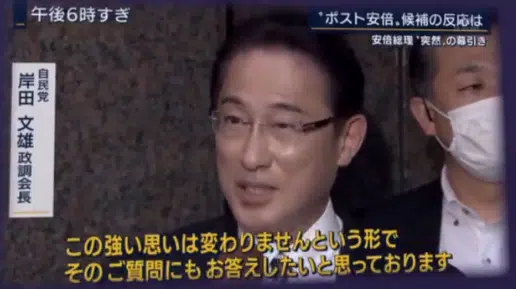 午後6時すぎ
“ポスト安倍„候補の反応は
安倍総理 “突然„の幕引き
自民党
岸田 文雄 政調会長
この強い思いは変わりませんという形で
その ご質問にも お答えしたいと思っております